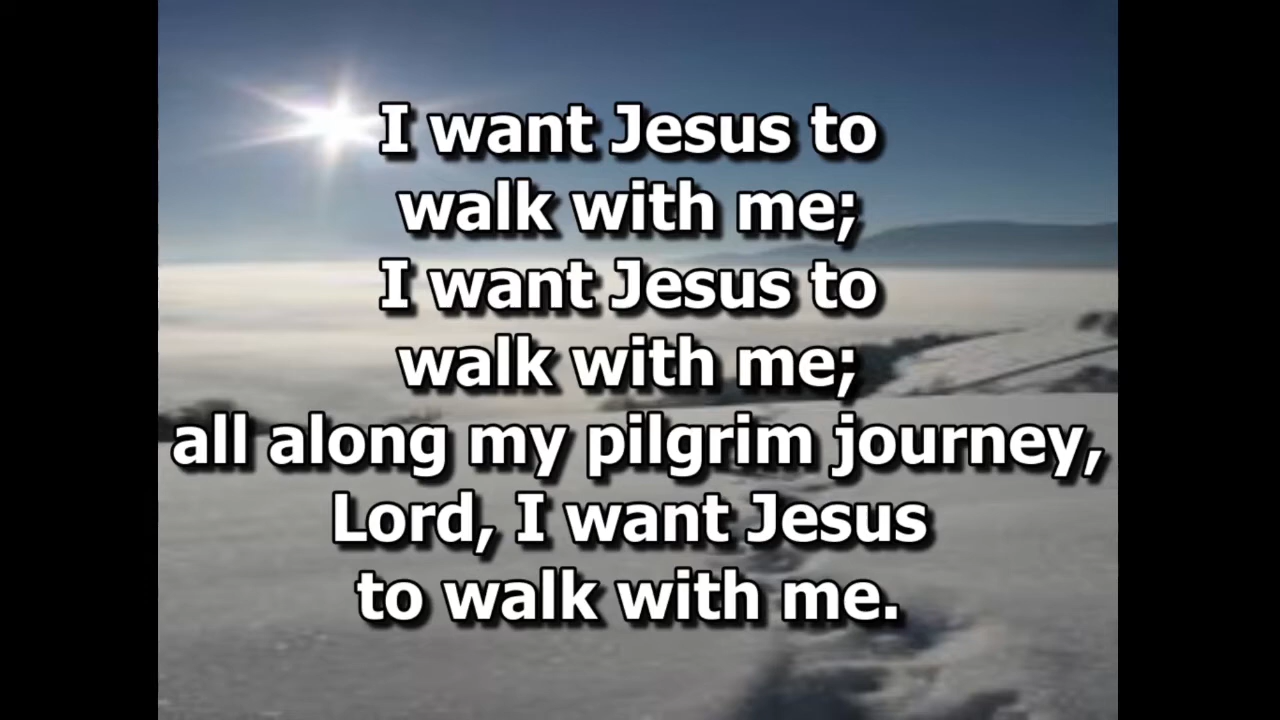 I want Jesus to
walk with me;
I want Jesus to
walk with me;
all along my pilgrim journey,
Lord, I want Jesus
to walk with me.